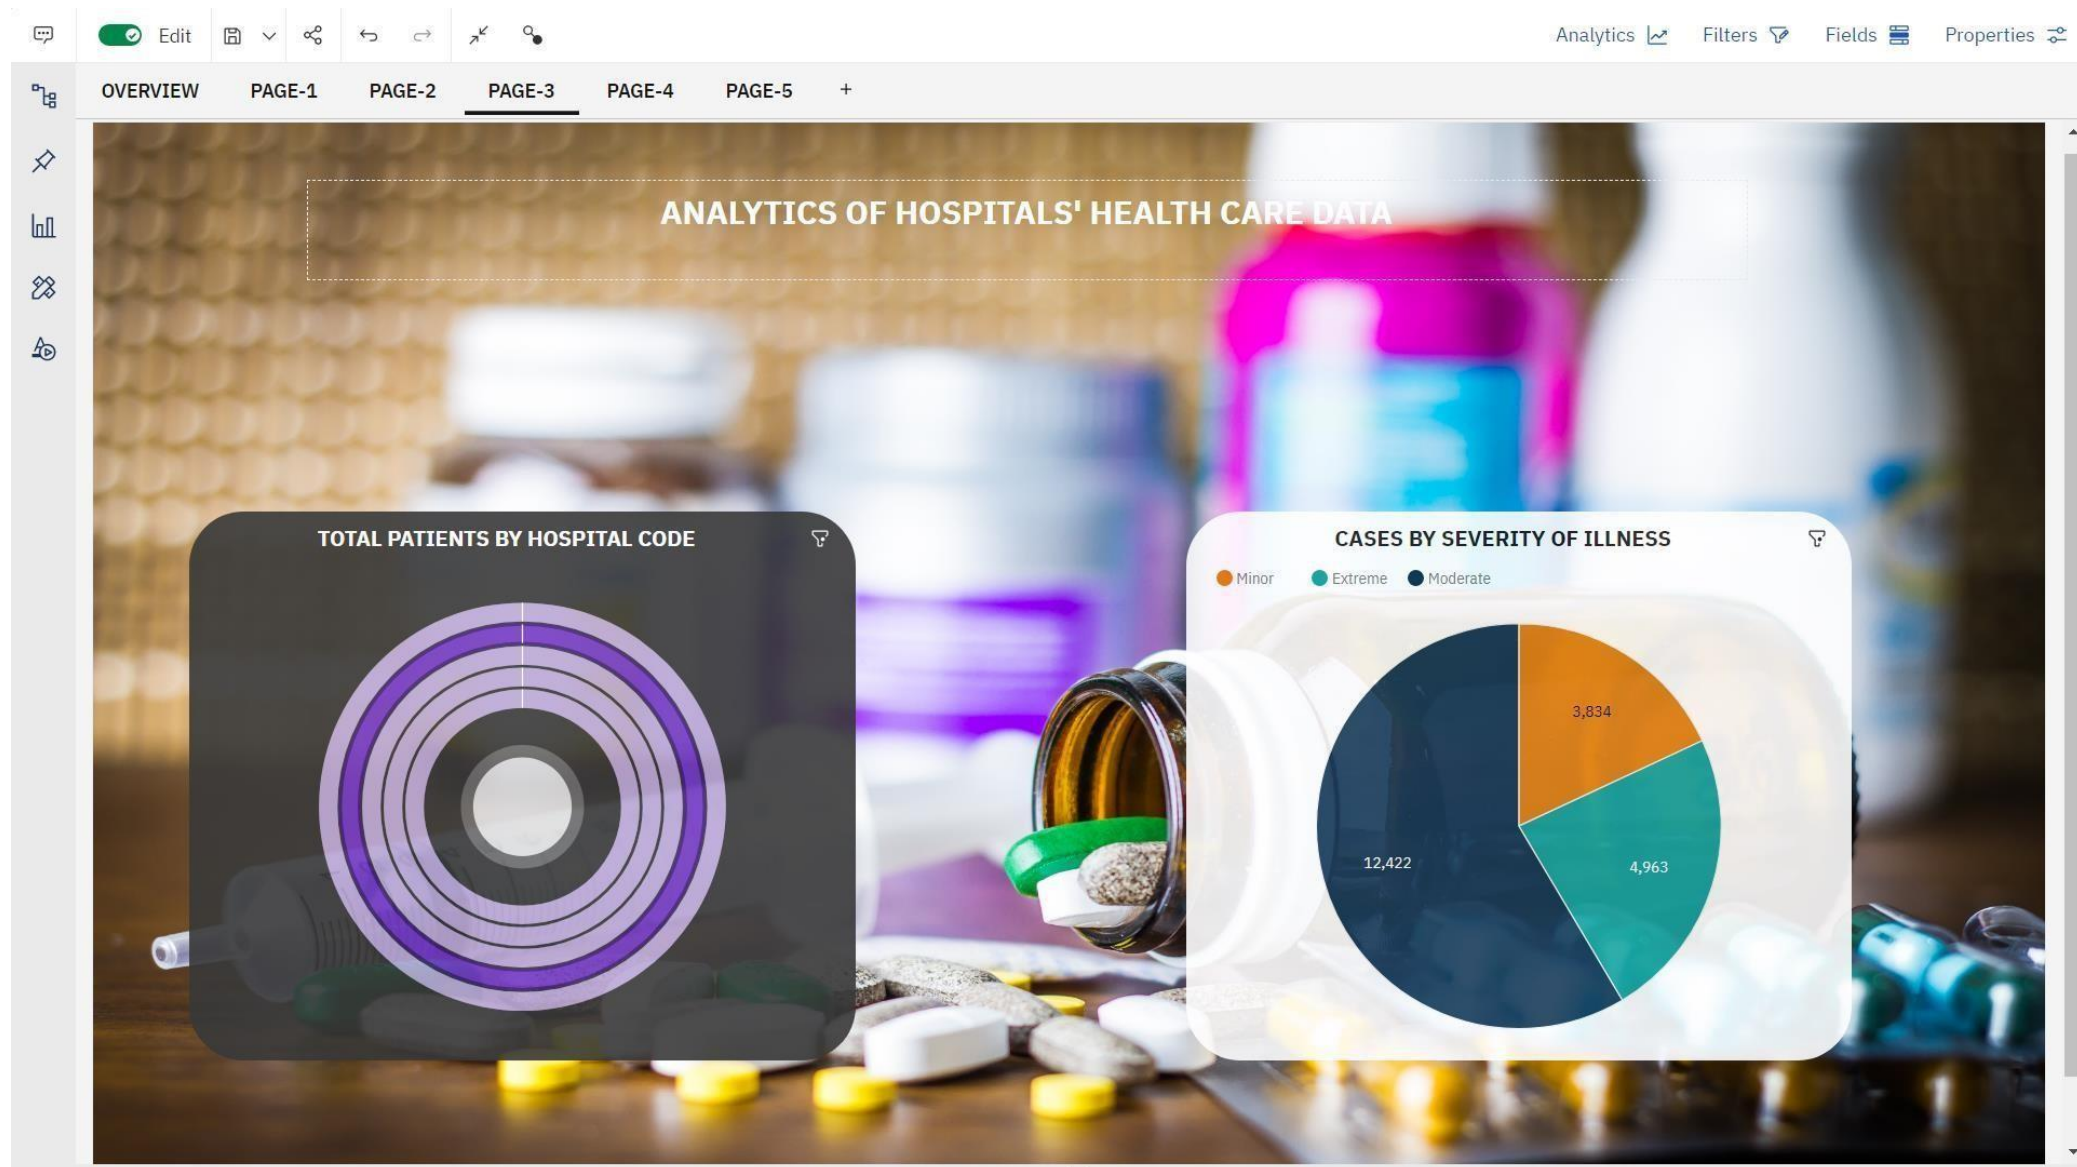 Edit
Analytics
Filters
Fields
Properties
OVERVIEW
PAGE-1
PAGE-2
PAGE-3
PAGE-4
PAGE-5
+
ANALYTICS OF HOSPITALS' HEALTH CARE DATA
TOTAL PATIENTS BY HOSPITAL CODE
CASES BY SEVERITY OF ILLNESS
Minor
Extreme
Moderate
3,834
12,422
4,963